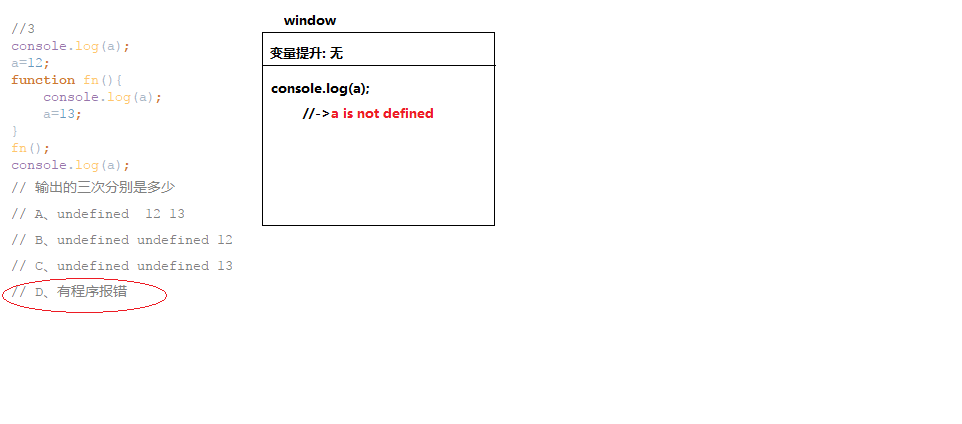 //3
console.log(a);
a=12;
function fn(){
    console.log(a);
    a=13;
}
fn();
console.log(a);
// 输出的三次分别是多少
// A、undefined  12 13
// B、undefined undefined 12
// C、undefined undefined 13
// D、有程序报错
window
变量提升: 无
console.log(a);
//->a is not defined